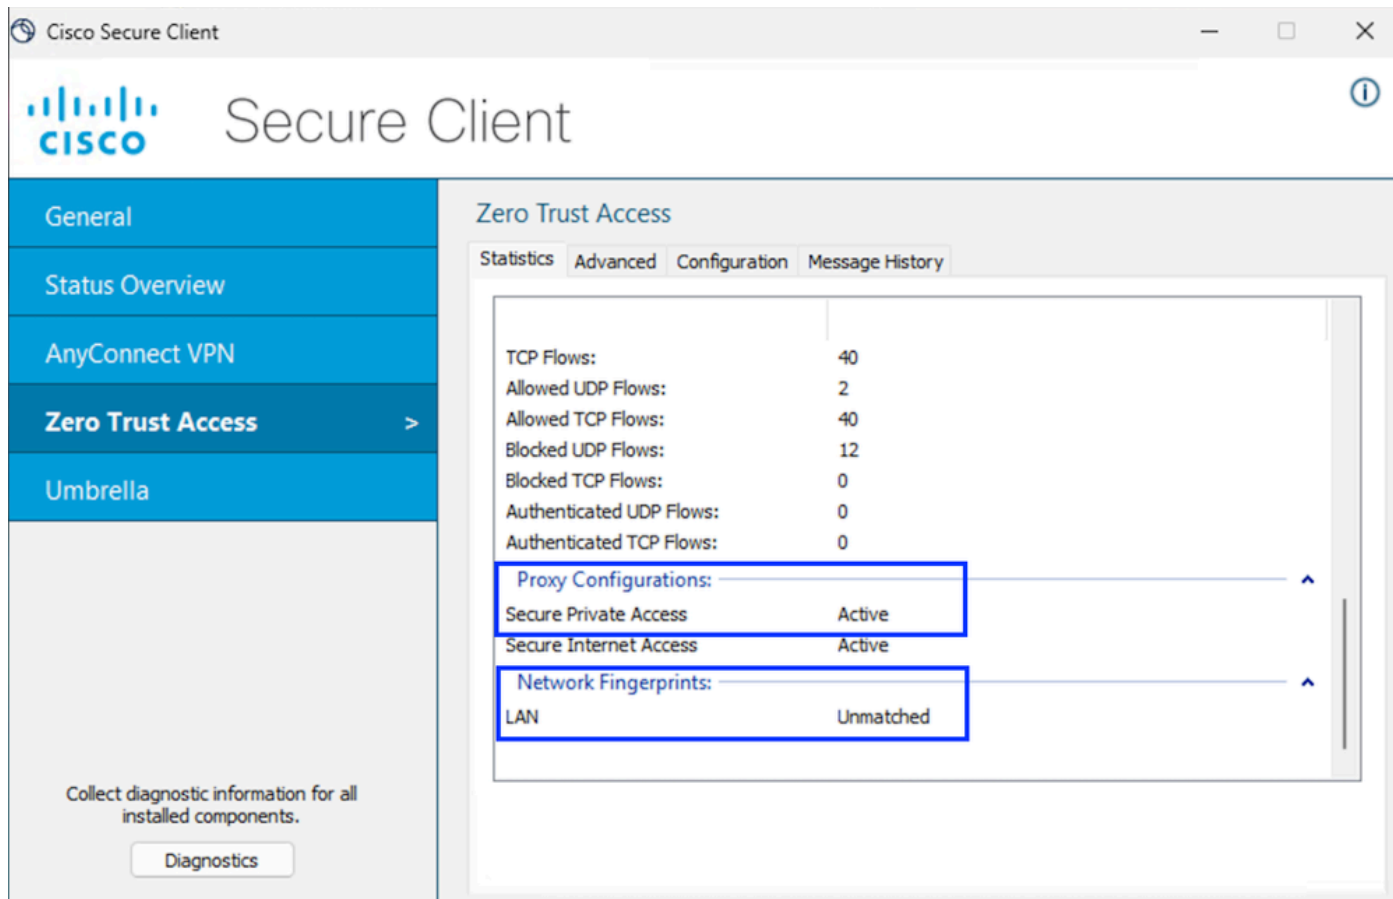 Cisco Secure Client
CISCO
Secure Client
General
Status Overview
AnyConnect VPN
Zero Trust Access >
Umbrella
Collect diagnostic information for all
installed components.
Diagnostics
Zero Trust Access
Statistics Advanced Configuration Message History
TCP Flows: 40
Allowed UDP Flows: 2
Allowed TCP Flows: 40
Blocked UDP Flows: 12
Blocked TCP Flows: 0
Authenticated UDP Flows: 0
Authenticated TCP Flows: 0
Proxy Configurations:
Secure Private Access Active
Secure Internet Access Active
Network Fingerprints:
LAN Unmatched